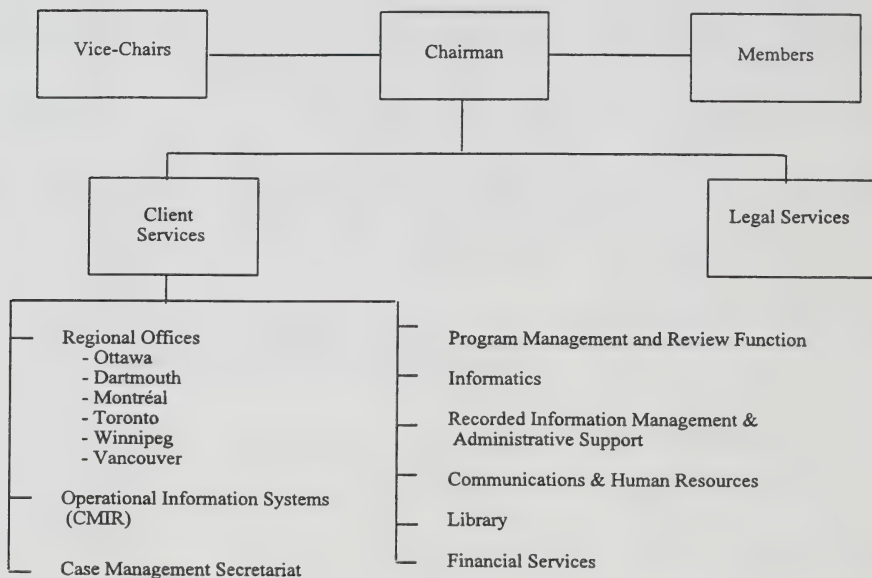 Vice-Chairs
Chairman
Members
Client
Services
Legal Services
Regional Offices
- Ottawa
- Dartmouth
- Montréal
- Toronto
- Winnipeg
- Vancouver
Operational Information Systems
(CMIR)
Case Management Secretariat
Program Management and Review Function
Informatics
Recorded Information Management &
Administrative Support
Communications & Human Resources
Library
Financial Services